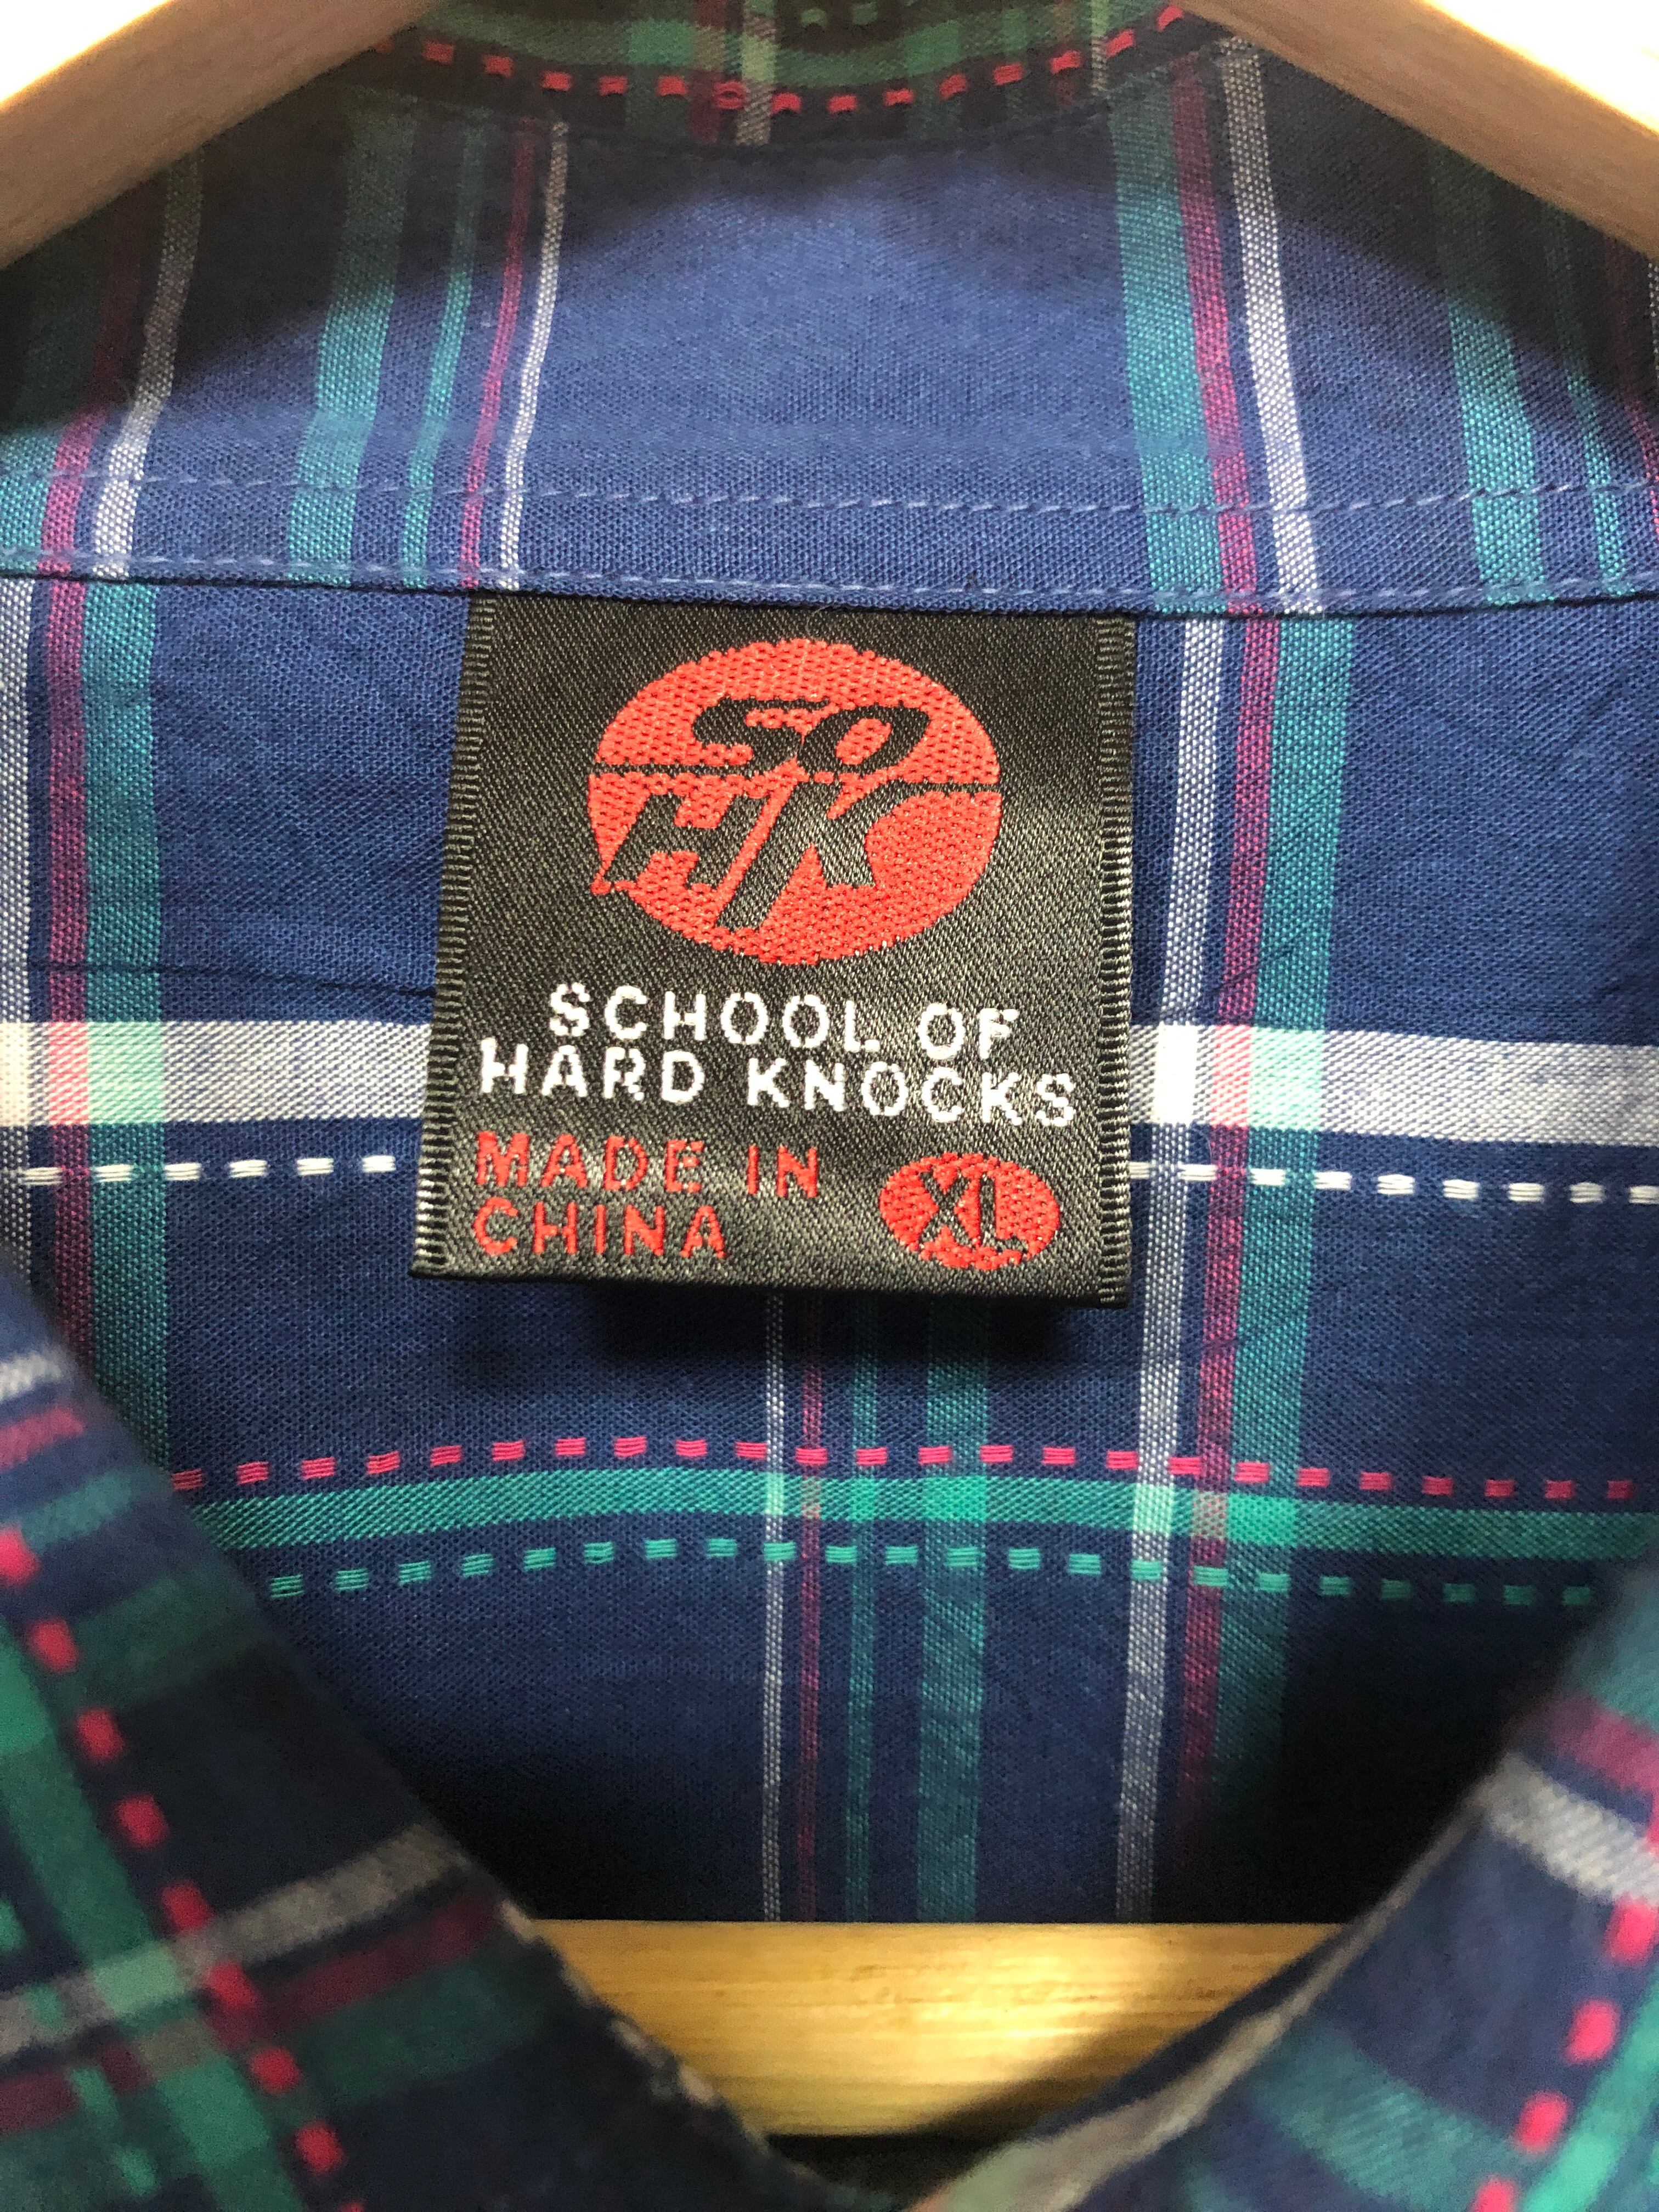 SO
HK
SCHOOL OF
HARD KNOCKS
MADE IN
CHINA
XL